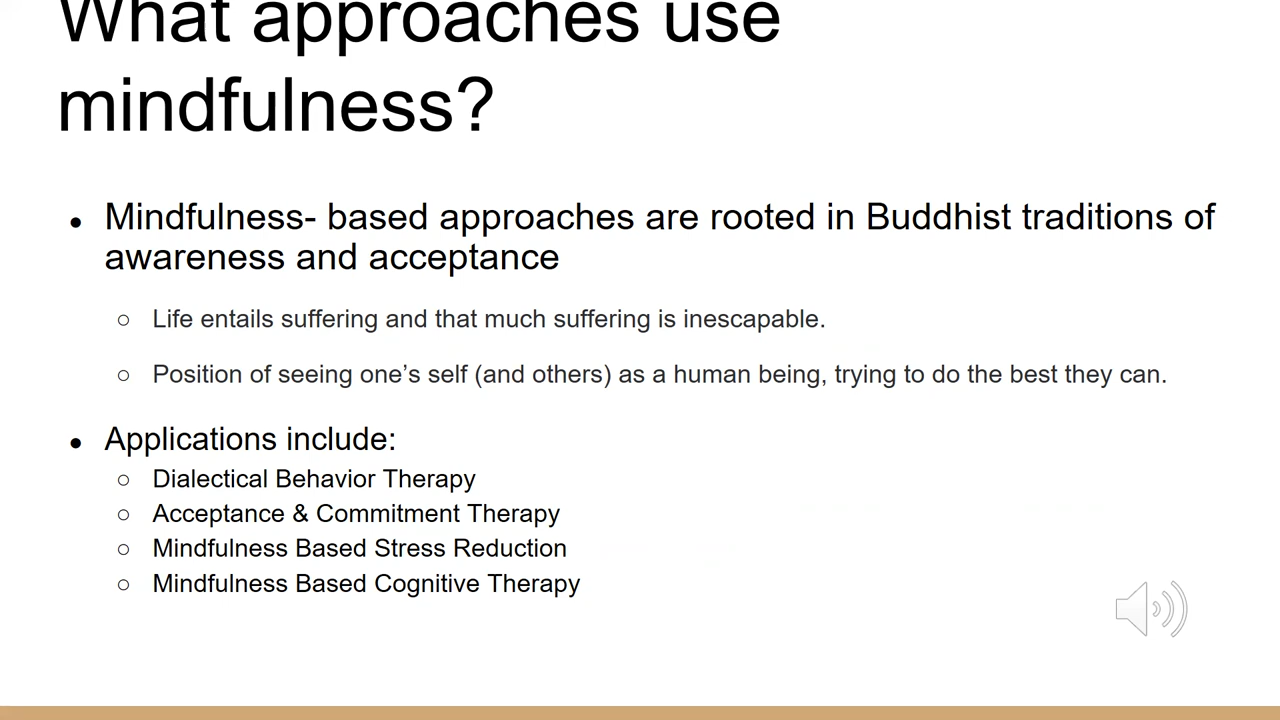 What approaches use
mindfulness?
● Mindfulness- based approaches are rooted in Buddhist traditions of
awareness and acceptance
○ Life entails suffering and that much suffering is inescapable.
○ Position of seeing one’s self (and others) as a human being, trying to do the best they can.
● Applications include:
○ Dialectical Behavior Therapy
○ Acceptance & Commitment Therapy
○ Mindfulness Based Stress Reduction
○ Mindfulness Based Cognitive Therapy